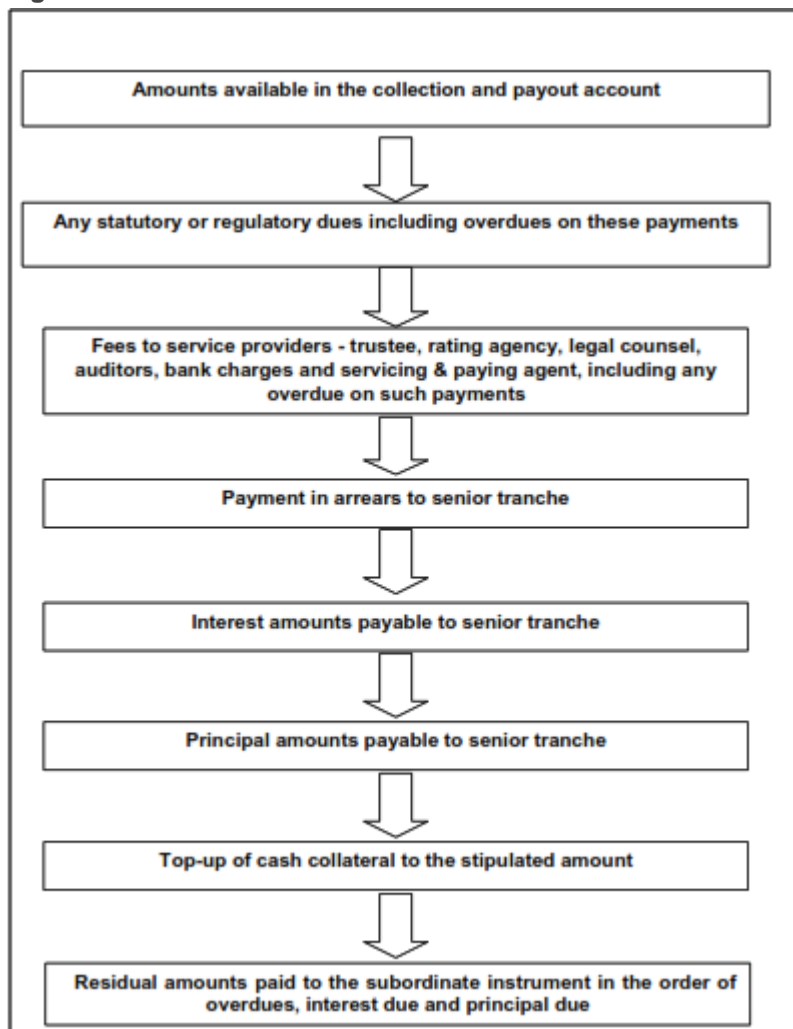 Amounts available in the collection and payout account
Any statutory or regulatory dues including overdues on these payments
Fees to service providers - trustee, rating agency, legal counsel,
auditors, bank charges and servicing & paying agent, including any
overdue on such payments
Payment in arrears to senior tranche
Interest amounts payable to senior tranche
Principal amounts payable to senior tranche
Top-up of cash collateral to the stipulated amount
Residual amounts paid to the subordinate instrument in the order of
overdues, interest due and principal due